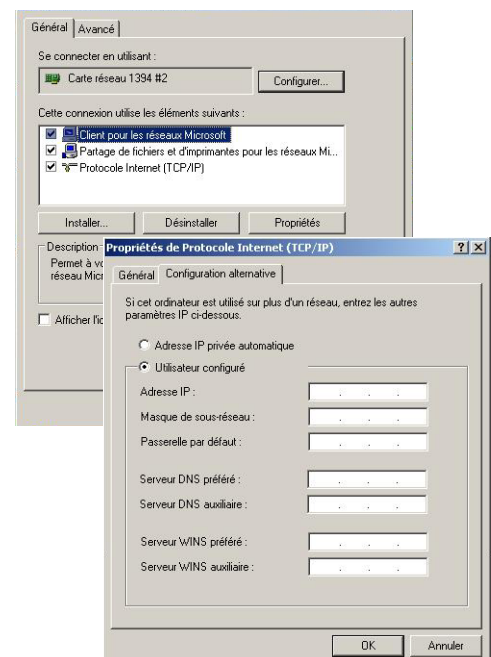 Général
Avancé
Se connecter en utilisant :
Carte réseau 1394 #2
Configurer...
Cette connexion utilise les éléments suivants :
Client pour les réseaux Microsoft
Partage de fichiers et d'imprimantes pour les réseaux Mi...
Protocole Internet (TCP/IP)
Installer...
Désinstaller
Propriétés
Description
Permet à vo
réseau Micr
Afficher l'ic
Propriétés de Protocole Internet (TCP/IP)
Général
Configuration alternative
Si cet ordinateur est utilisé sur plus d'un réseau, entrez les autres
paramètres IP ci-dessous.
Adresse IP privée automatique
Utilisateur configuré
Adresse IP :
Masque de sous-réseau :
Passerelle par défaut :
Serveur DNS préféré :
Serveur DNS auxiliaire :
Serveur WINS préféré :
Serveur WINS auxiliaire :
OK
Annuler